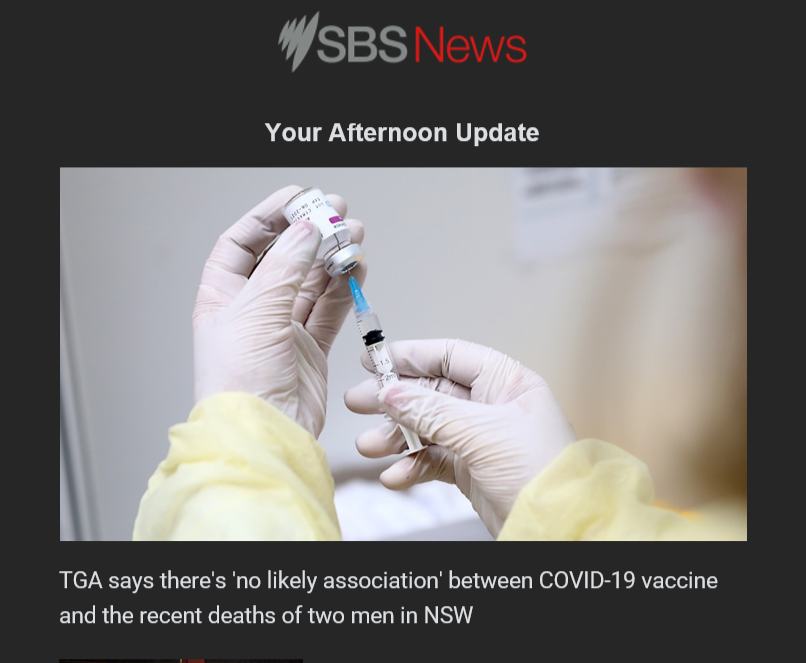 SBS News
Your Afternoon Update
TGA says there's 'no likely association' between COVID-19 vaccine
and the recent deaths of two men in NSW